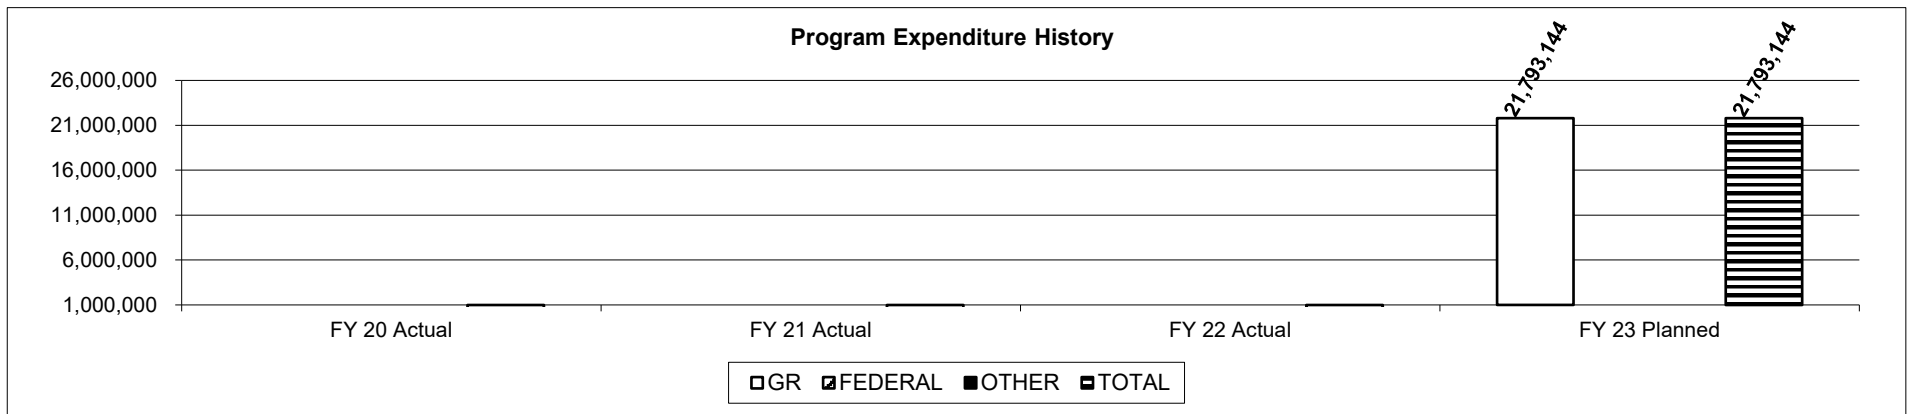 Program Expenditure History
21,793,144
21,793,144
26,000,000
21,000,000
16,000,000
11,000,000
6,000,000
1,000,000
FY 20 Actual
FY 21 Actual
FY 22 Actual
FY 23 Planned
GR FEDERAL OTHER TOTAL